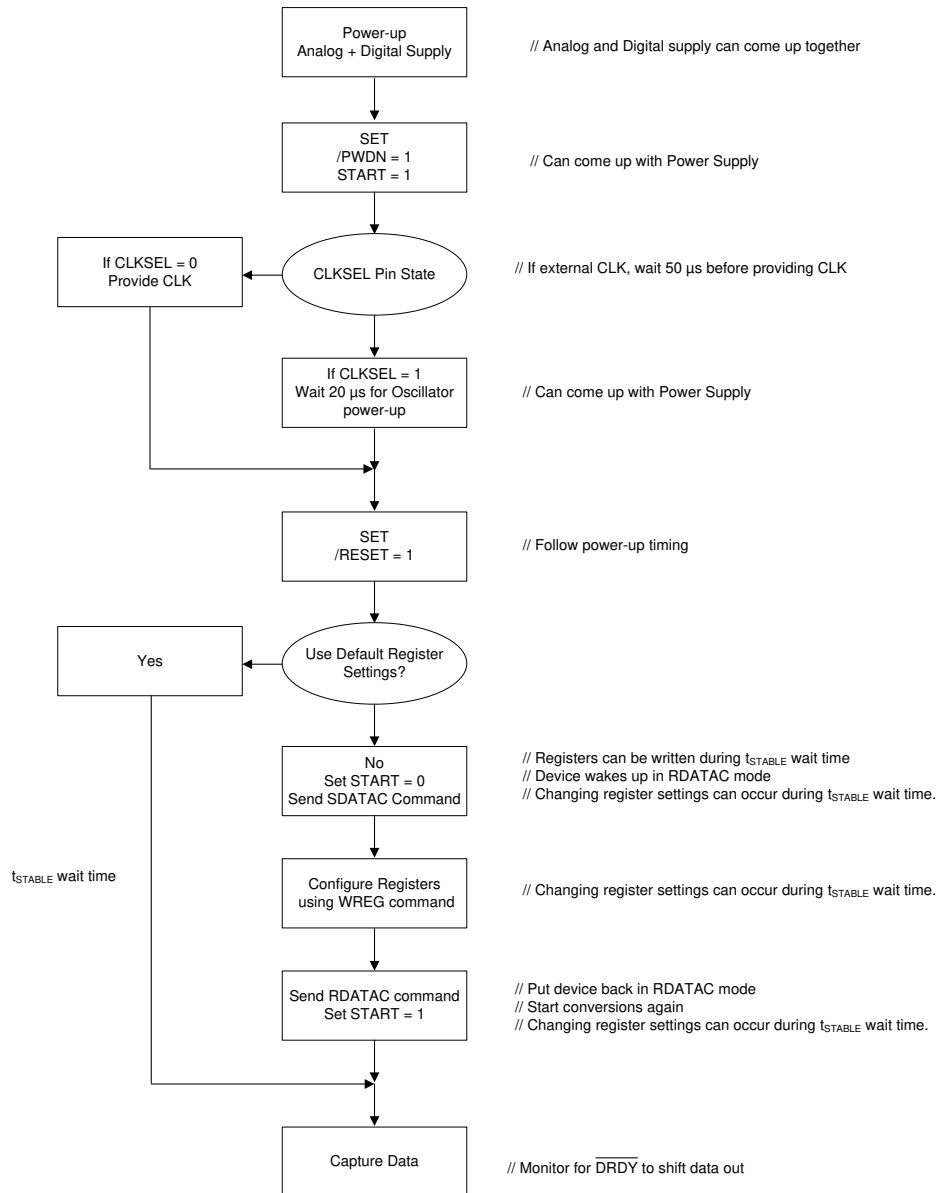 Power-up
Analog + Digital Supply
// Analog and Digital supply can come up together
SET
/PWDN = 1
START = 1
// Can come up with Power Supply
If CLKSEL = 0
Provide CLK
CLKSEL Pin State
// If external CLK, wait 50 µs before providing CLK
If CLKSEL = 1
Wait 20 µs for Oscillator
power-up
// Can come up with Power Supply
SET
/RESET = 1
// Follow power-up timing
Yes
Use Default Register
Settings?
No
Set START = 0
Send SDATAC Command
// Registers can be written during tSTABLE wait time
// Device wakes up in RDATAC mode
// Changing register settings can occur during tSTABLE wait time.
tSTABLE wait time
Configure Registers
using WREG command
// Changing register settings can occur during tSTABLE wait time.
Send RDATAC command
Set START = 1
// Put device back in RDATAC mode
// Start conversions again
// Changing register settings can occur during tSTABLE wait time.
Capture Data
// Monitor for D̅R̅D̅Y̅ to shift data out